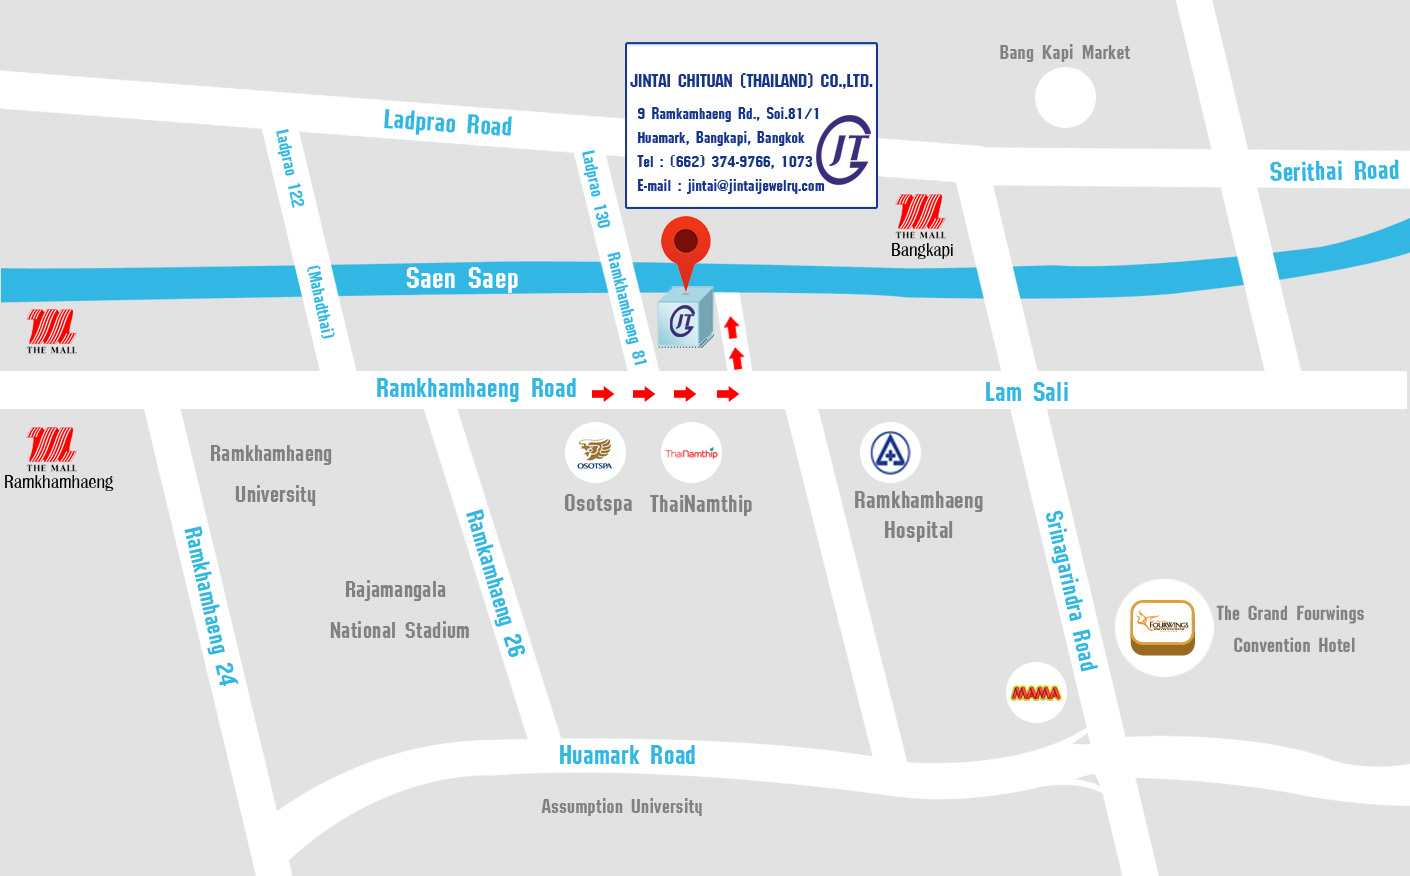 Bang Kapi Market
JINTAI CHITUAN (THAILAND) CO.,LTD.
9 Ramkamhaeng Rd., Soi.81/1
Huamark, Bangkapi, Bangkok
Tel : (662) 374-9766, 1073
E-mail : jintai@jintaijewelry.com
JT
Ladprao Road
Ladprao 122
(Mahadthai)
Ladprao 130
Ramkhamhaeng 81
Serithai Road
THE MALL
Bangkapi
Saen Saep
JT
THE MALL
Ramkhamhaeng Road
Lam Sali
THE MALL
Ramkhamhaeng
Ramkhamhaeng
University
OSOTSPA
Osotspa
ThaiNamthip
ThaiNamthip
Ramkhamhaeng
Hospital
Ramkhamhaeng 24
Rajamangala
National Stadium
Ramkamhaeng 26
Srinagarindra Road
FOURWINGS
The Grand Fourwings
Convention Hotel
MAMA
Huamark Road
Assumption University